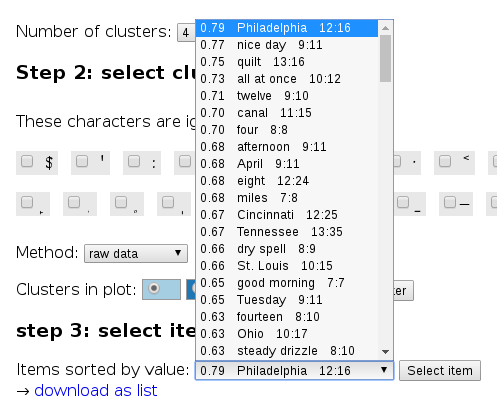 Number of clusters: 4
Step 2: select clu
These characters are ig
$ ' : · <
_ —
Method: raw data
Clusters in plot: ter
step 3: select ite
0.79 Philadelphia 12:16
0.77 nice day 9:11
0.75 quilt 13:16
0.73 all at once 10:12
0.71 twelve 9:10
0.70 canal 11:15
0.70 four 8:8
0.68 afternoon 9:11
0.68 April 9:11
0.68 eight 12:24
0.68 miles 7:8
0.67 Cincinnati 12:25
0.67 Tennessee 13:35
0.66 dry spell 8:9
0.66 St. Louis 10:15
0.65 good morning 7:7
0.65 Tuesday 9:11
0.63 fourteen 8:10
0.63 Ohio 10:17
0.63 steady drizzle 8:10
Items sorted by value: 0.79 Philadelphia 12:16 Select item
→ download as list